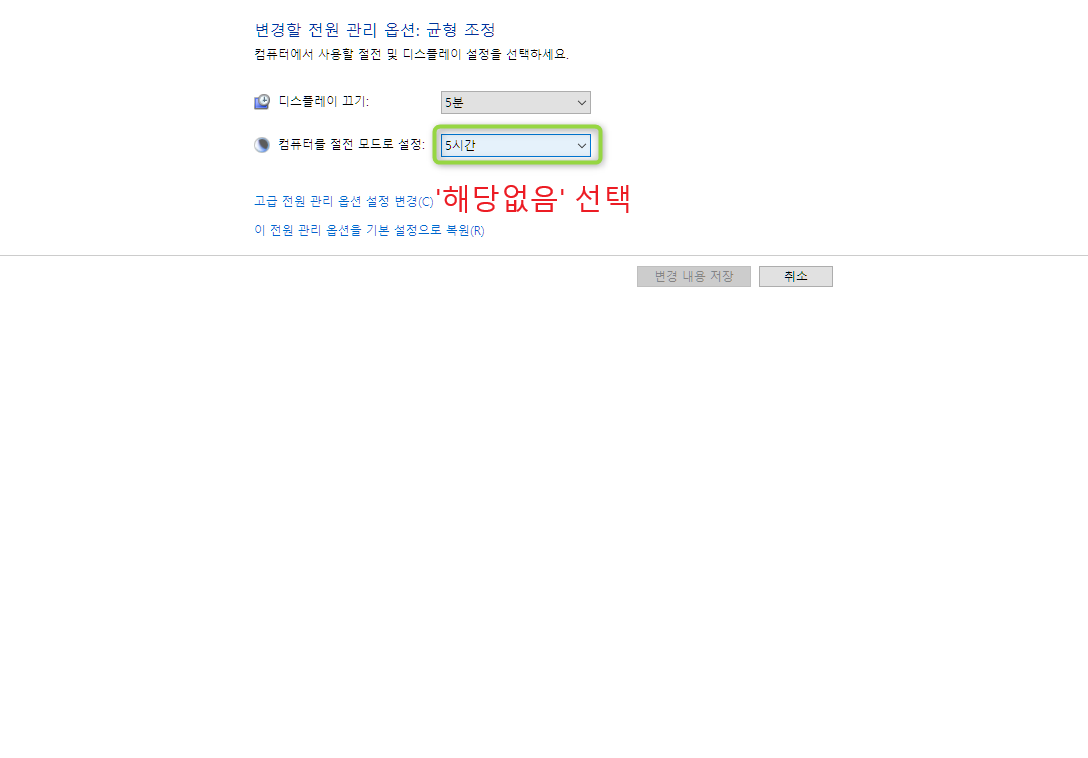 변경할 전원 관리 옵션: 균형 조정
컴퓨터에서 사용할 절전 및 디스플레이 설정을 선택하세요.
디스플레이 끄기: 5분
컴퓨터를 절전 모드로 설정: 5시간
고급 전원 관리 옵션 설정 변경(C) '해당없음' 선택
이 전원 관리 옵션을 기본 설정으로 복원(R)
변경 내용 저장 취소